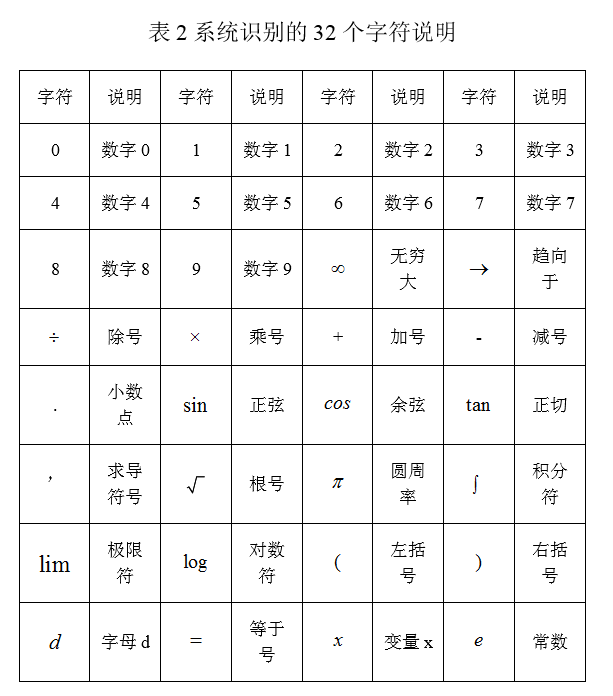 表 2 系统识别的 32 个字符说明
字符 说明 字符 说明 字符 说明 字符 说明
0 数字 0 1 数字 1 2 数字 2 3 数字 3
4 数字 4 5 数字 5 6 数字 6 7 数字 7
8 数字 8 9 数字 9 ∞ 无穷大 → 趋向于
÷ 除号 × 乘号 + 加号 - 减号
. 小数点 sin 正弦 cos 余弦 tan 正切
′ 求导符号 √ 根号 π 圆周率 ∫ 积分符
lim 极限符 log 对数符 ( 左括号 ) 右括号
d 字母 d = 等于号 x 变量 x e 常数